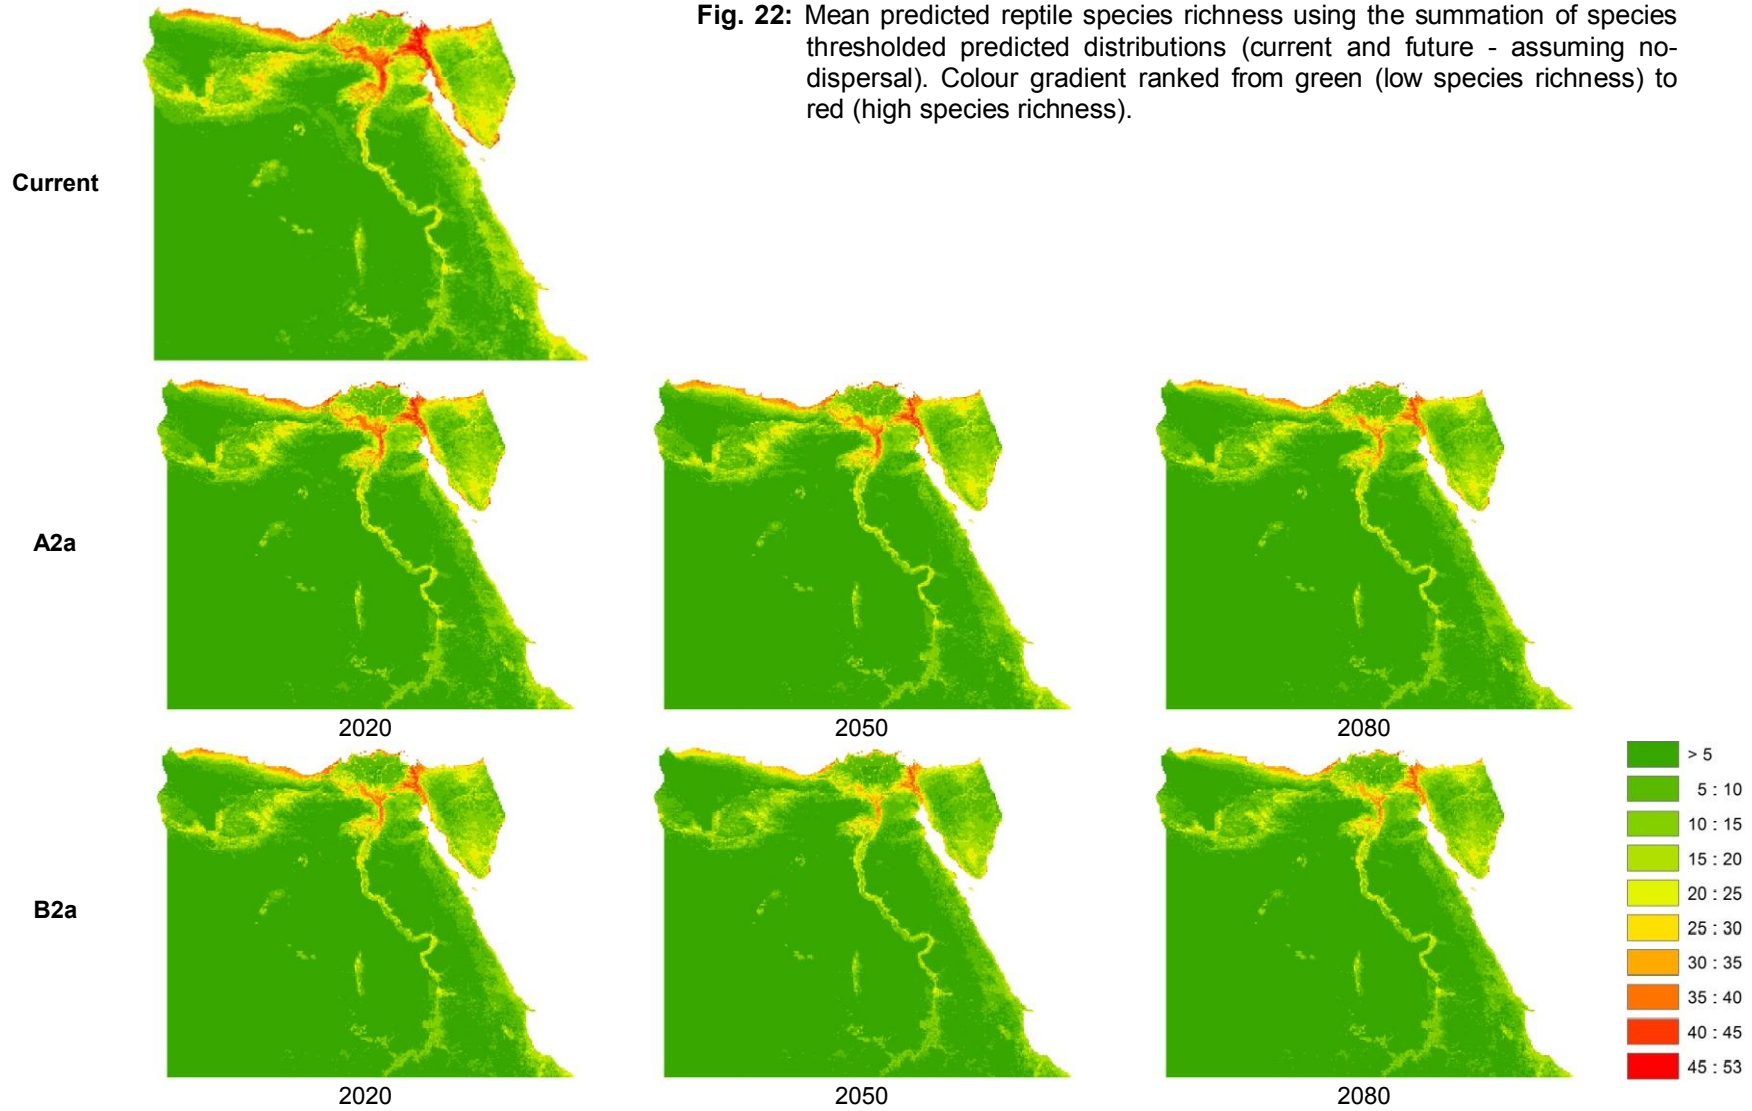 Fig. 22: Mean predicted reptile species richness using the summation of species
thresholded predicted distributions (current and future - assuming no-
dispersal). Colour gradient ranked from green (low species richness) to
red (high species richness).
Current
A2a
2020
2050
2080
B2a
2020
2050
2080
> 5
5 : 10
10 : 15
15 : 20
20 : 25
25 : 30
30 : 35
35 : 40
40 : 45
45 : 53